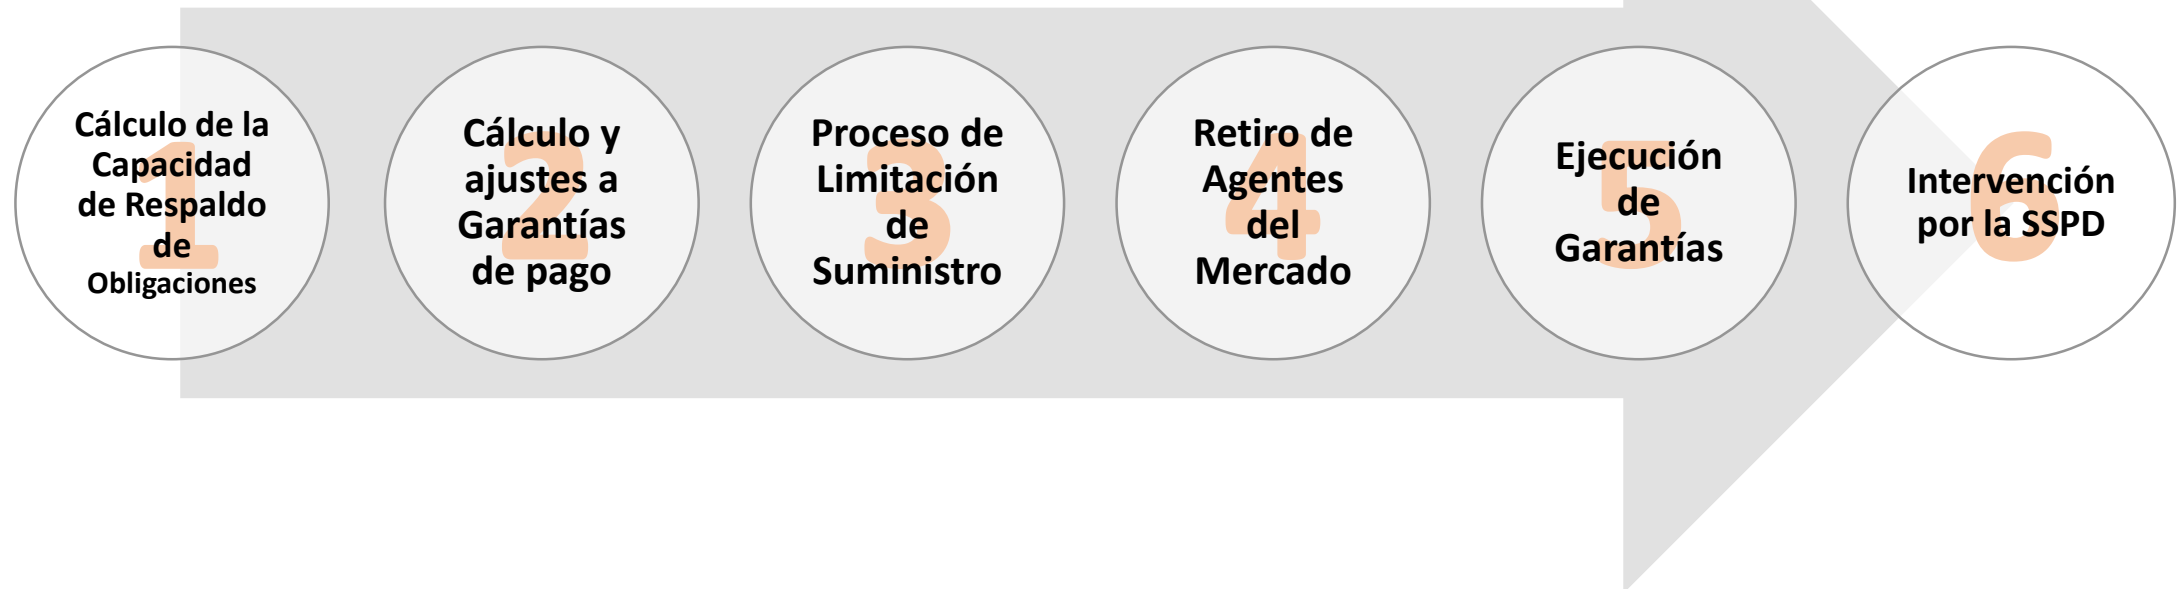 1
Cálculo de la
Capacidad
de Respaldo
de
Obligaciones
2
Cálculo y
ajustes a
Garantías
de pago
3
Proceso de
Limitación
de
Suministro
4
Retiro de
Agentes
del
Mercado
5
Ejecución
de
Garantías
6
Intervención
por la SSPD